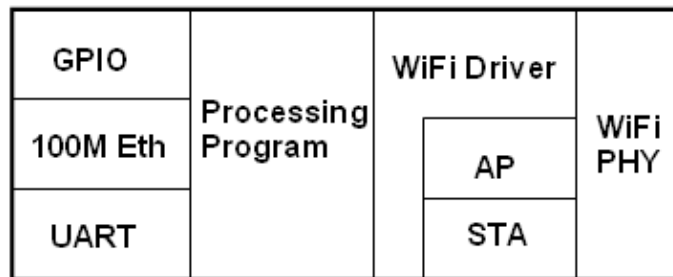 GPIO
100M Eth
UART
Processing
Program
WiFi Driver
AP
STA
WiFi
PHY